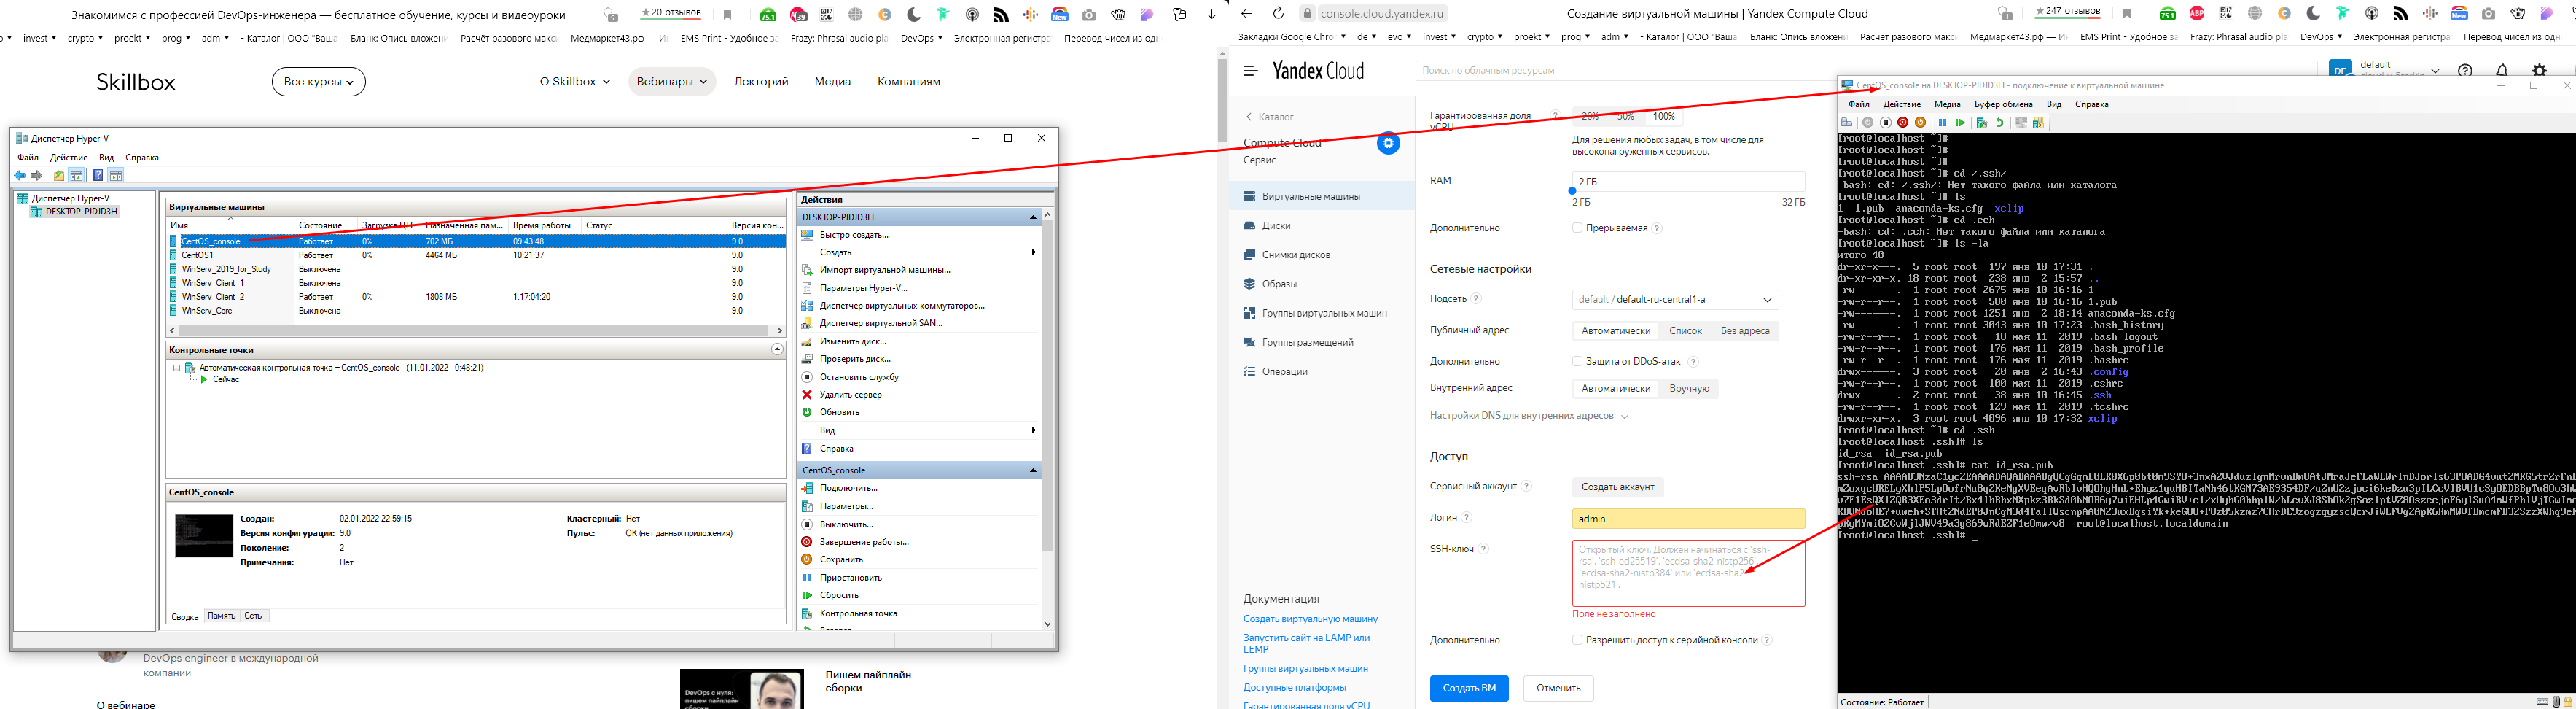 Знакомимся с профессией DevOps-инженера — бесплатное обучение, курсы и видеоуроки
★20 отзывов
invest
crypto
proekt
prog
adm
- Каталог | ООО "Ваша
Бланк: Опись вложени
Расчёт разового макс
Медмаркет43.рф — И
EMS Print - Удобное за
Frazy: Phrasal audio pla
DevOps
Электронная регистра
Перевод чисел из одн
Skillbox
Все курсы
О Skillbox
Вебинары
Лекторий
Медиа
Компаниям
Диспетчер Hyper-V
Файл Действие Вид Справка
Диспетчер Hyper-V
DESKTOP-PJDJD3H
Виртуальные машины
Имя Состояние Загрузка ЦП Назначенная пам... Время работы Статус Версия кон...
CentOS_console Работает 0% 702 МБ 09:43:48 9.0
CentOS1 Работает 0% 4464 МБ 10:21:37 9.0
WinServ_2019_for_Study Выключена 9.0
WinServ_Client_1 Выключена 9.0
WinServ_Client_2 Работает 0% 1808 МБ 1.17:04:20 9.0
WinServ_Core Выключена 9.0
Контрольные точки
Автоматическая контрольная точка – CentOS_console - (11.01.2022 - 0:48:21)
Сейчас
CentOS_console
Создан: 02.01.2022 22:59:15 Кластерный: Нет
Версия конфигурации: 9.0 Пульс: ОК (нет данных приложения)
Поколение: 2
Примечания: Нет
Сводка Память Сеть
Действия
DESKTOP-PJDJD3H
Быстро создать...
Создать
Импорт виртуальной машины...
Параметры Hyper-V...
Диспетчер виртуальных коммутаторов...
Диспетчер виртуальной SAN...
Изменить диск...
Проверить диск...
Остановить службу
Удалить сервер
Обновить
Вид
Справка
CentOS_console
Подключить...
Параметры...
Выключить...
Завершение работы...
Сохранить
Приостановить
Сбросить
Контрольная точка
DevOps engineer в международной
компании
О вебинаре
DevOps с нуля:
пишем пайплайн
сборки
Пишем пайплайн
сборки
console.cloud.yandex.ru
Создание виртуальной машины | Yandex Compute Cloud
★247 отзывов
Закладки Google Chro
de
evo
invest
crypto
proekt
prog
adm
- Каталог | ООО "Ваша
Бланк: Опись вложени
Расчёт разового макс
Медмаркет43.рф — И
EMS Print - Удобное за
Frazy: Phrasal audio pla
DevOps
Электронная регистра
Перевод чисел из одн
Yandex Cloud
Поиск по облачным ресурсам
DE
default
Каталог
Compute Cloud
Сервис
Виртуальные машины
Диски
Снимки дисков
Образы
Группы виртуальных машин
Группы размещений
Операции
Документация
Создать виртуальную машину
Запустить сайт на LAMP или
LEMP
Группы виртуальных машин
Доступные платформы
Гарантированная доля vCPU
Гарантированная доля
vCPU
20% 50% 100%
Для решения любых задач, в том числе для
высоконагруженных сервисов.
RAM
2 ГБ
2 ГБ 32 ГБ
Дополнительно Прерываемая
Сетевые настройки
Подсеть default / default-ru-central1-a
Публичный адрес Автоматически Список Без адреса
Дополнительно Защита от DDoS-атак
Внутренний адрес Автоматически Вручную
Настройки DNS для внутренних адресов
Доступ
Сервисный аккаунт Создать аккаунт
Логин admin
SSH-ключ
Открытый ключ. Должен начинаться с 'ssh-
rsa', 'ssh-ed25519', 'ecdsa-sha2-nistp256'
'ecdsa-sha2-nistp384' или 'ecdsa-sha2-
nistp521'.
Поле не заполнено
Дополнительно Разрешить доступ к серийной консоли
Создать ВМ Отменить
CentOS_console на DESKTOP-PJDJD3H - подключение к виртуальной машине
Файл Действие Медиа Буфер обмена Вид Справка
[root@localhost ~]#
[root@localhost ~]#
[root@localhost ~]#
[root@localhost ~]# cd /.ssh/
-bash: cd: /.ssh/: Нет такого файла или каталога
[root@localhost ~]# ls
1 1.pub anaconda-ks.cfg xclip
[root@localhost ~]# cd .cch
-bash: cd: .cch: Нет такого файла или каталога
[root@localhost ~]# ls -la
итого 40
dr-xr-x---. 5 root root 197 янв 10 17:31 .
dr-xr-xr-x. 18 root root 238 янв 2 15:57 ..
-rw-------. 1 root root 2675 янв 10 16:16 1
-rw-r--r--. 1 root root 580 янв 10 16:16 1.pub
-rw-------. 1 root root 1251 янв 2 18:14 anaconda-ks.cfg
-rw-------. 1 root root 3043 янв 10 17:23 .bash_history
-rw-r--r--. 1 root root 18 мая 11 2019 .bash_logout
-rw-r--r--. 1 root root 176 мая 11 2019 .bash_profile
-rw-r--r--. 1 root root 176 мая 11 2019 .bashrc
drwx------. 3 root root 20 янв 2 16:43 .config
-rw-r--r--. 1 root root 100 мая 11 2019 .cshrc
drwx------. 2 root root 38 янв 10 16:45 .ssh
-rw-r--r--. 1 root root 129 мая 11 2019 .tcshrc
drwxr-xr-x. 3 root root 4096 янв 10 17:32 xclip
[root@localhost ~]# cd .ssh
[root@localhost .ssh]# ls
id_rsa id_rsa.pub
[root@localhost .ssh]# cat id_rsa.pub
ssh-rsa
root@localhost.localdomain
[root@localhost .ssh]# _
Состояние: Работает